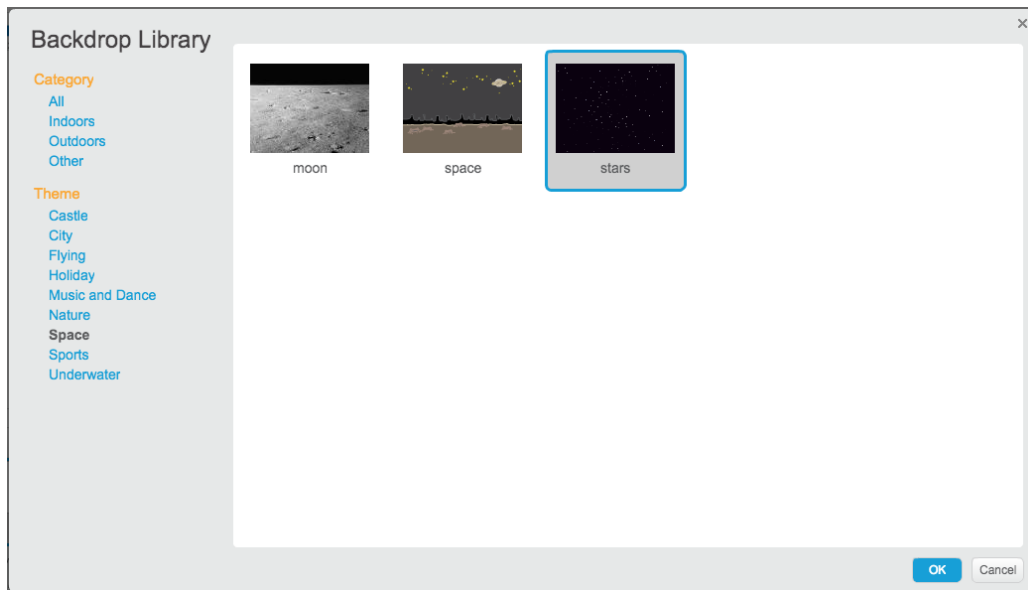 Backdrop Library
×
Category
All
Indoors
Outdoors
Other
Theme
Castle
City
Flying
Holiday
Music and Dance
Nature
Space
Sports
Underwater
moon space stars
OK Cancel